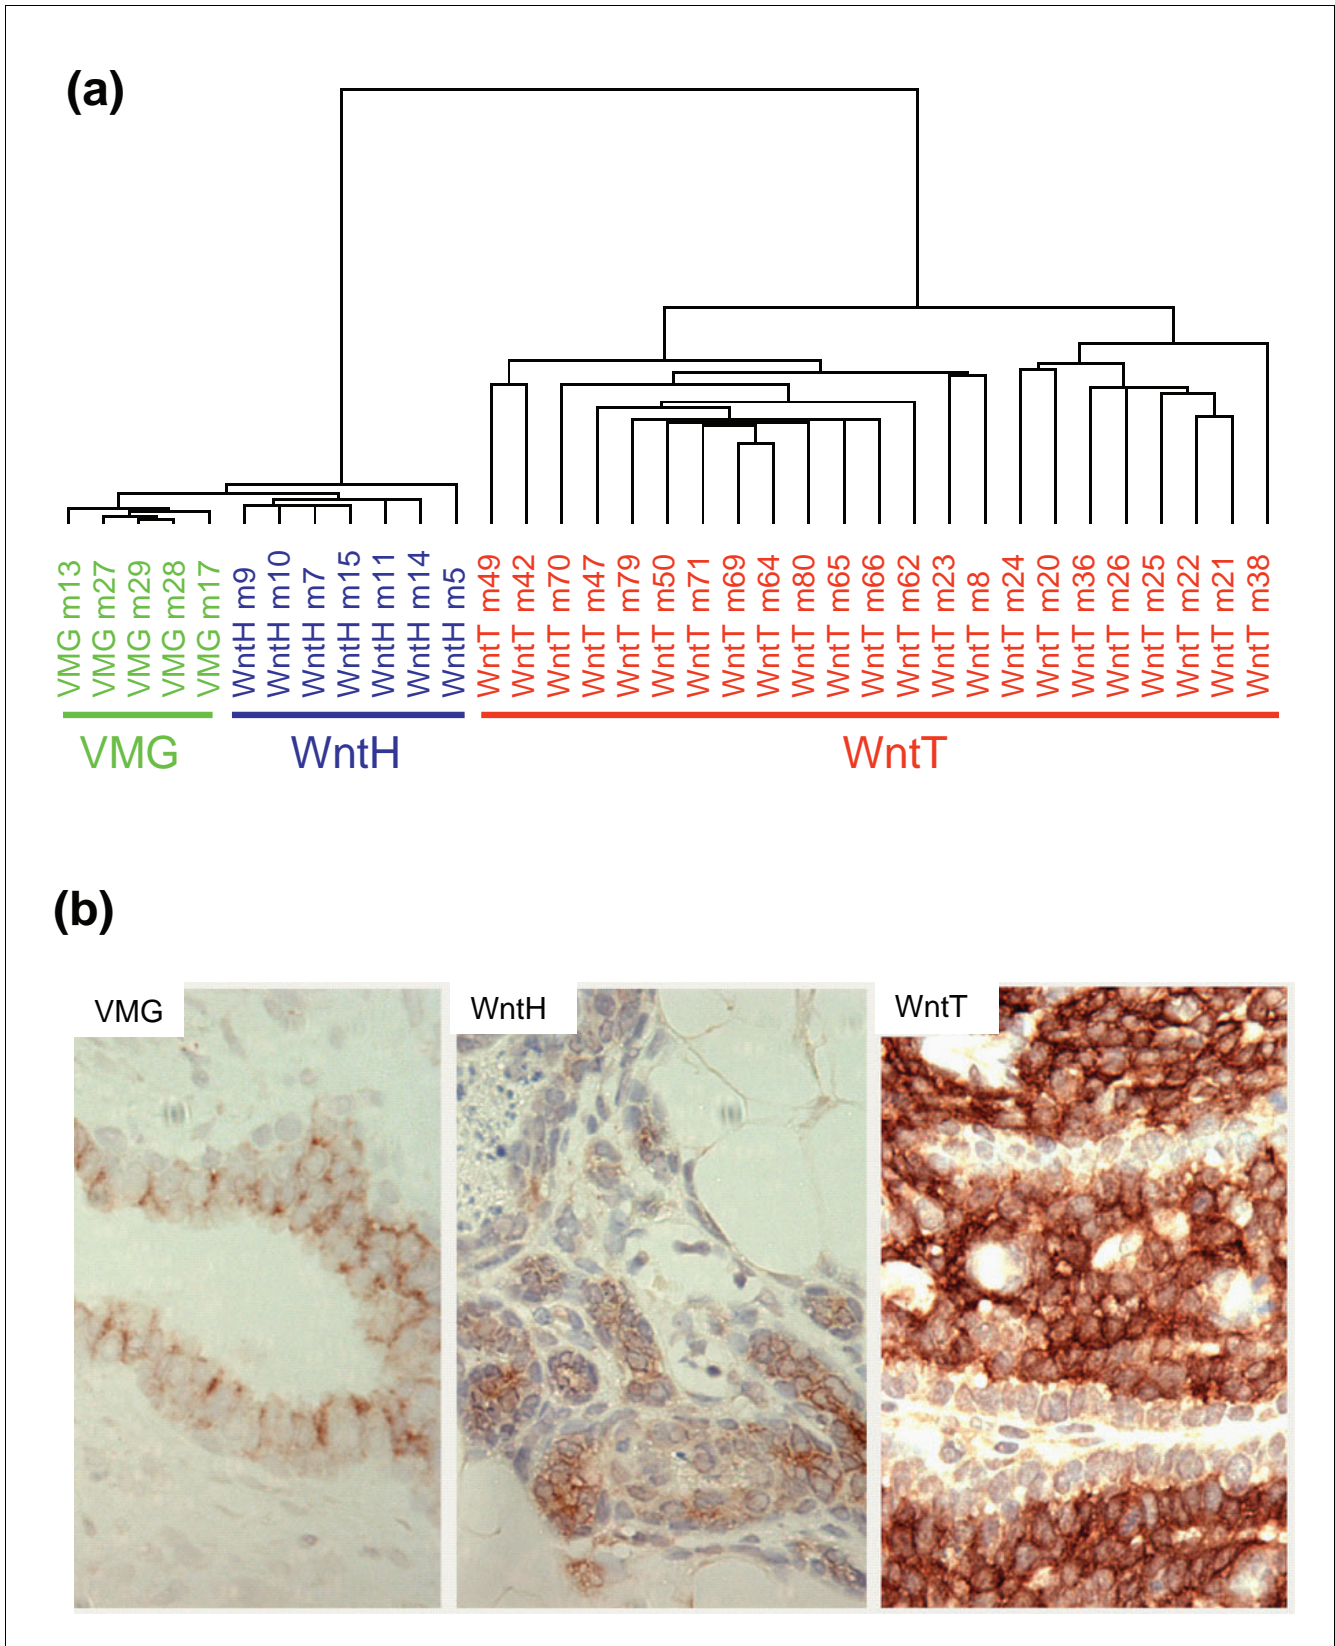 (a)
VMG m13
VMG m27
VMG m29
VMG m28
VMG m17
WntH m9
WntH m10
WntH m7
WntH m15
WntH m11
WntH m14
WntH m5
WntT m49
WntT m42
WntT m70
WntT m47
WntT m79
WntT m50
WntT m71
WntT m69
WntT m64
WntT m80
WntT m65
WntT m66
WntT m62
WntT m23
WntT m8
WntT m24
WntT m20
WntT m36
WntT m26
WntT m25
WntT m22
WntT m21
WntT m38
VMG
WntH
WntT
(b)
VMG
WntH
WntT